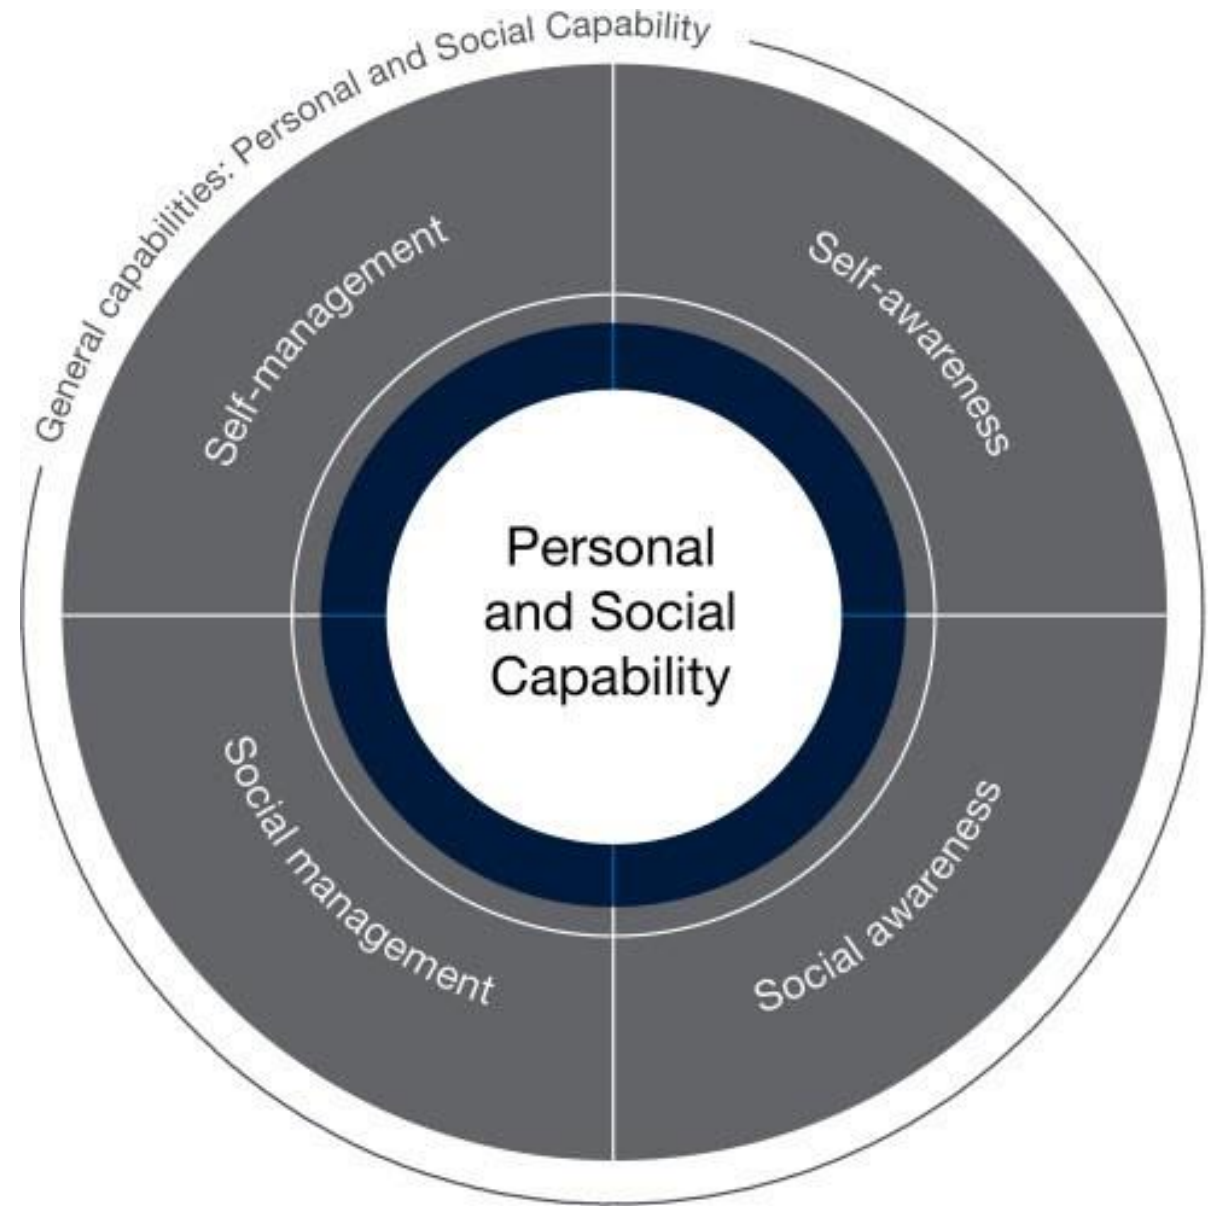 General capabilities: Personal and Social Capability
Self-management
Self-awareness
Personal
and Social
Capability
Social management
Social awareness